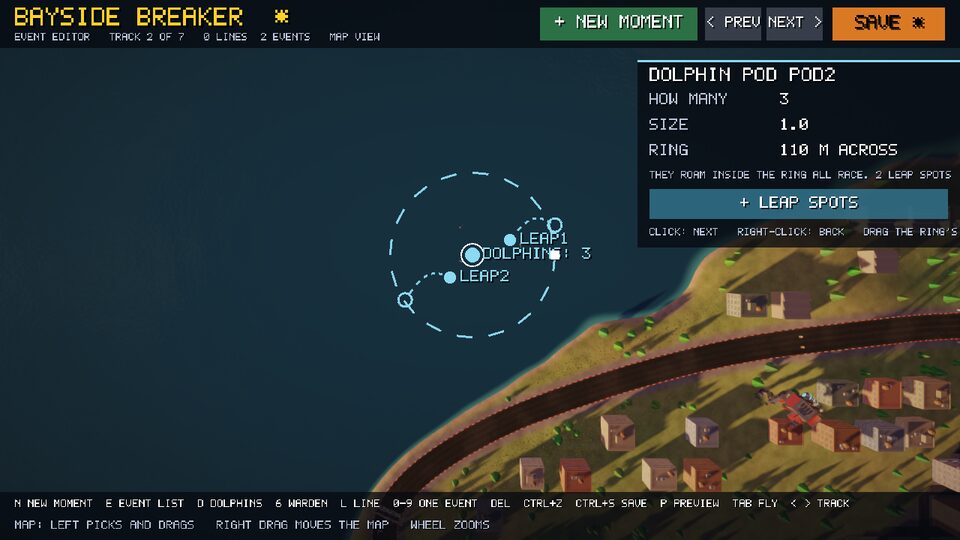 BAYSIDE BREAKER
EVENT EDITOR TRACK 2 OF 7 0 LINES 2 EVENTS MAP VIEW
+ NEW MOMENT
< PREV
NEXT >
SAVE
DOLPHIN POD POD2
HOW MANY 3
SIZE 1.0
RING 110 M ACROSS
THEY ROAM INSIDE THE RING ALL RACE. 2 LEAP SPOTS
+ LEAP SPOTS
CLICK: NEXT RIGHT-CLICK: BACK DRAG THE RING'S
LEAP1
DOLPHINS: 3
LEAP2
N NEW MOMENT E EVENT LIST D DOLPHINS 6 WARDEN L LINE 0-9 ONE EVENT DEL CTRL+Z CTRL+S SAVE P PREVIEW TAB FLY < > TRACK
MAP: LEFT PICKS AND DRAGS RIGHT DRAG MOVES THE MAP WHEEL ZOOMS